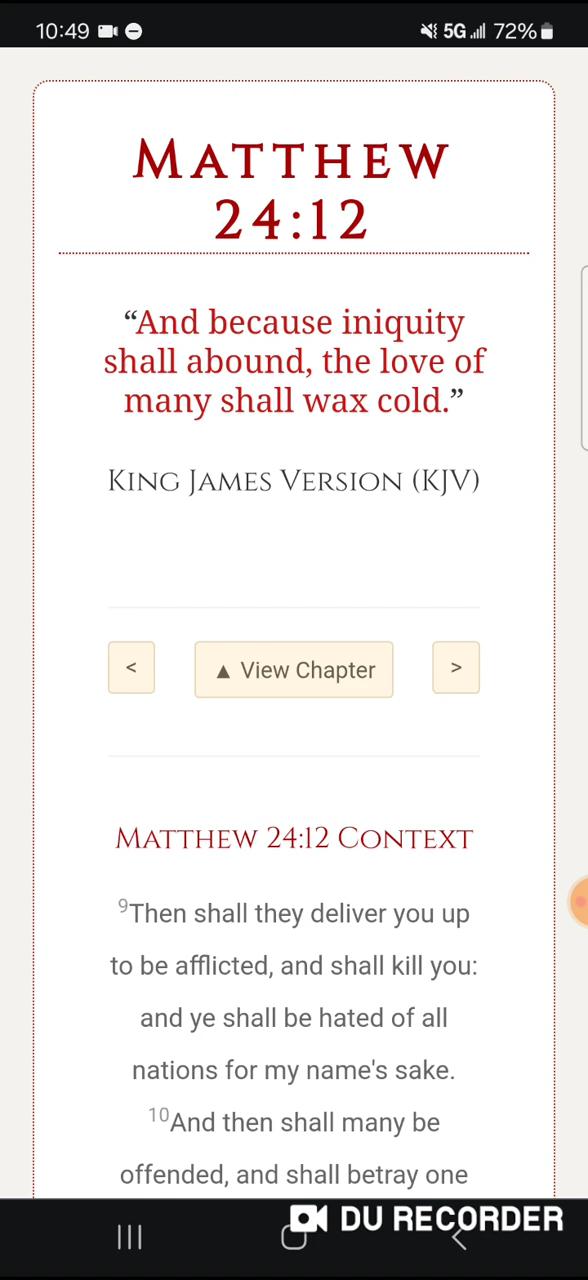 10:49
5G 72%
MATTHEW
24:12
“And because iniquity
shall abound, the love of
many shall wax cold.”
KING JAMES VERSION (KJV)
< ▲ View Chapter >
MATTHEW 24:12 CONTEXT
9Then shall they deliver you up
to be afflicted, and shall kill you:
and ye shall be hated of all
nations for my name's sake.
10And then shall many be
offended, and shall betray one
DU RECORDER